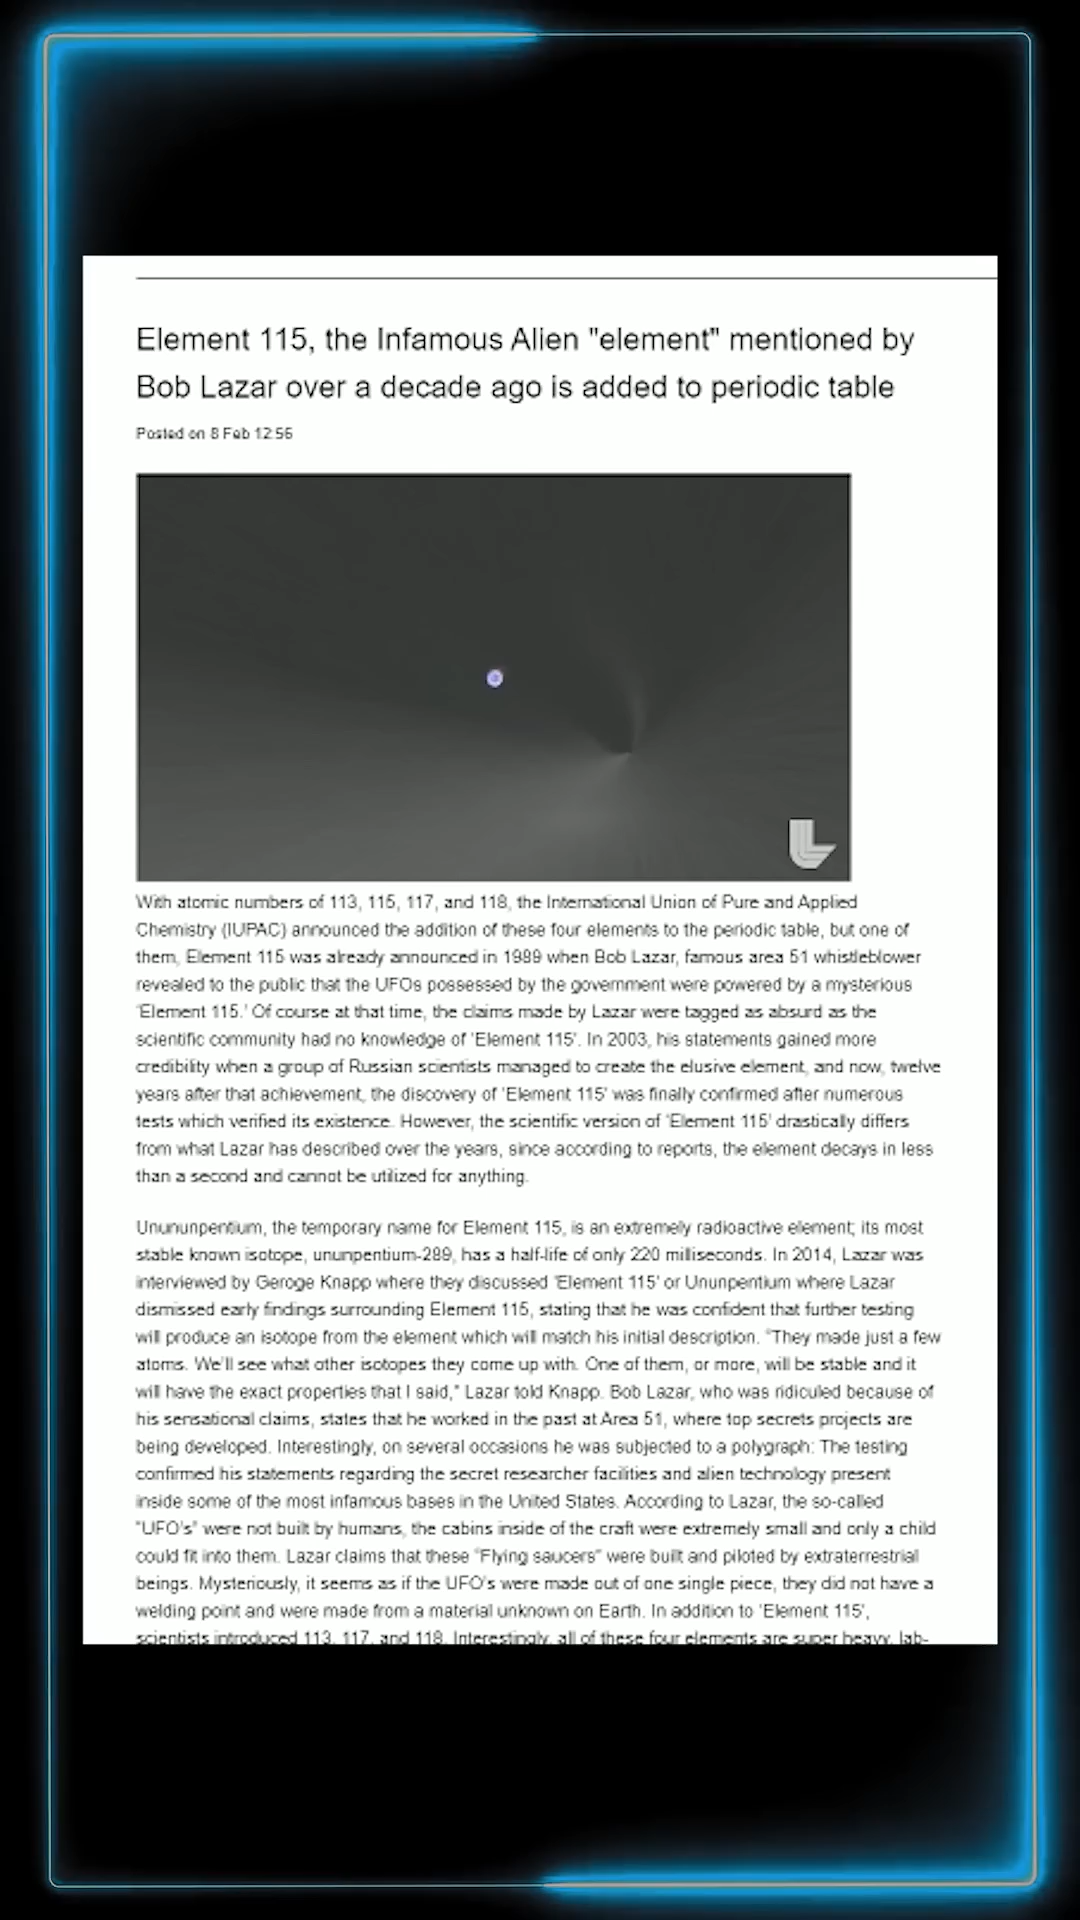 Element 115, the Infamous Alien "element" mentioned by
Bob Lazar over a decade ago is added to periodic table
Posted on 8 Feb 12:56
With atomic numbers of 113, 115, 117, and 118, the International Union of Pure and Applied
Chemistry (IUPAC) announced the addition of these four elements to the periodic table, but one of
them, Element 115 was already announced in 1989 when Bob Lazar, famous area 51 whistleblower
revealed to the public that the UFOs possessed by the government were powered by a mysterious
'Element 115.' Of course at that time, the claims made by Lazar were tagged as absurd as the
scientific community had no knowledge of 'Element 115'. In 2003, his statements gained more
credibility when a group of Russian scientists managed to create the elusive element, and now, twelve
years after that achievement, the discovery of 'Element 115' was finally confirmed after numerous
tests which verified its existence. However, the scientific version of 'Element 115' drastically differs
from what Lazar has described over the years, since according to reports, the element decays in less
than a second and cannot be utilized for anything.
Unununpentium, the temporary name for Element 115, is an extremely radioactive element; its most
stable known isotope, ununpentium-289, has a half-life of only 220 milliseconds. In 2014, Lazar was
interviewed by Geroge Knapp where they discussed 'Element 115' or Ununpentium where Lazar
dismissed early findings surrounding Element 115, stating that he was confident that further testing
will produce an isotope from the element which will match his initial description. "They made just a few
atoms. We'll see what other isotopes they come up with. One of them, or more, will be stable and it
will have the exact properties that I said," Lazar told Knapp. Bob Lazar, who was ridiculed because of
his sensational claims, states that he worked in the past at Area 51, where top secrets projects are
being developed. Interestingly, on several occasions he was subjected to a polygraph: The testing
confirmed his statements regarding the secret researcher facilities and alien technology present
inside some of the most infamous bases in the United States. According to Lazar, the so-called
"UFO's" were not built by humans, the cabins inside of the craft were extremely small and only a child
could fit into them. Lazar claims that these "Flying saucers" were built and piloted by extraterrestrial
beings. Mysteriously, it seems as if the UFO's were made out of one single piece, they did not have a
welding point and were made from a material unknown on Earth. In addition to 'Element 115',
scientists introduced 113, 117, and 118. Interestingly, all of these four elements are super heavy, lab-